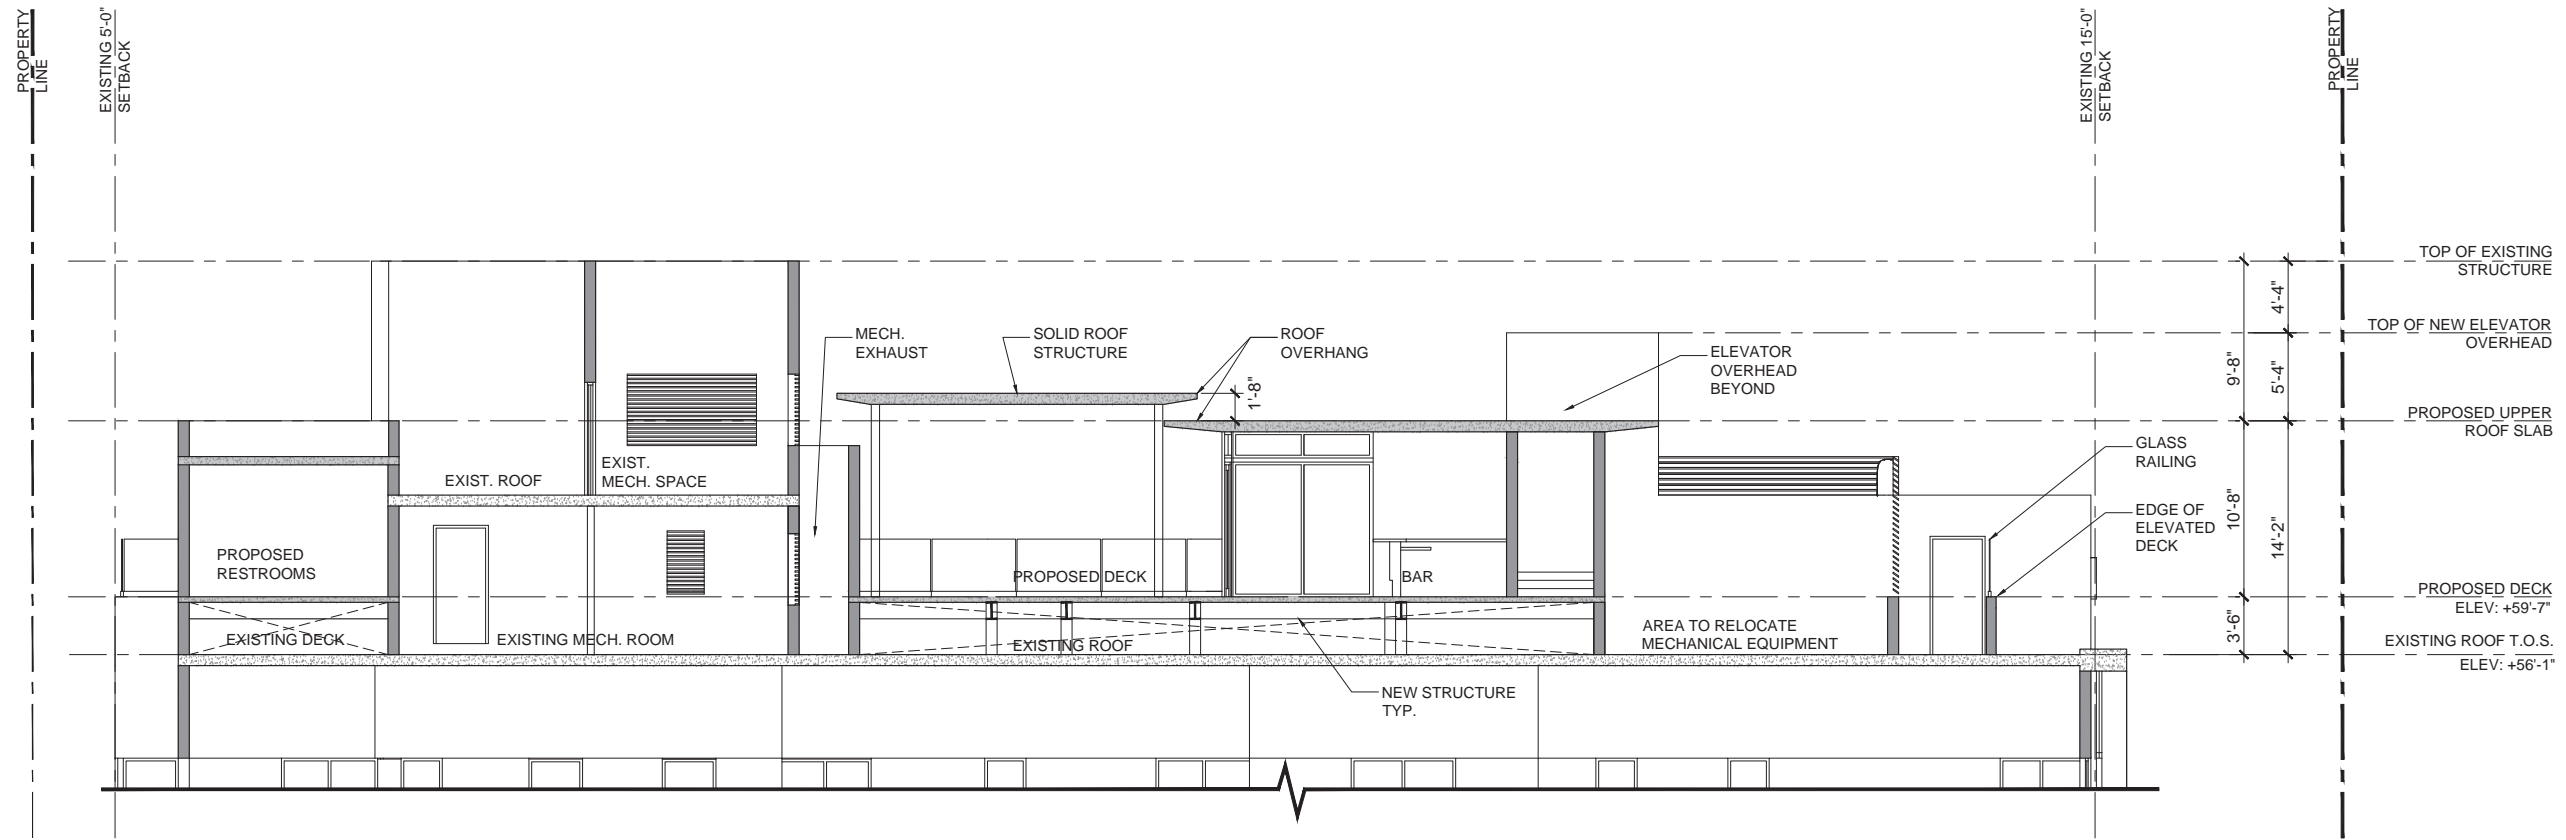 PROPERTY
LINE
EXISTING 5'-0"
SETBACK
EXISTING 15'-0"
SETBACK
PROPERTY
LINE
TOP OF EXISTING
STRUCTURE
4'-4"
TOP OF NEW ELEVATOR
OVERHEAD
9'-8"
5'-4"
MECH.
EXHAUST
SOLID ROOF
STRUCTURE
ROOF
OVERHANG
1'-8"
ELEVATOR
OVERHEAD
BEYOND
PROPOSED UPPER
ROOF SLAB
GLASS
RAILING
EXIST. ROOF
EXIST.
MECH. SPACE
EDGE OF
ELEVATED
DECK
10'-8"
14'-2"
PROPOSED
RESTROOMS
PROPOSED DECK
BAR
PROPOSED DECK
ELEV: +59'-7"
3'-6"
EXISTING DECK
EXISTING MECH. ROOM
EXISTING ROOF
AREA TO RELOCATE
MECHANICAL EQUIPMENT
EXISTING ROOF T.O.S.
ELEV: +56'-1"
NEW STRUCTURE
TYP.